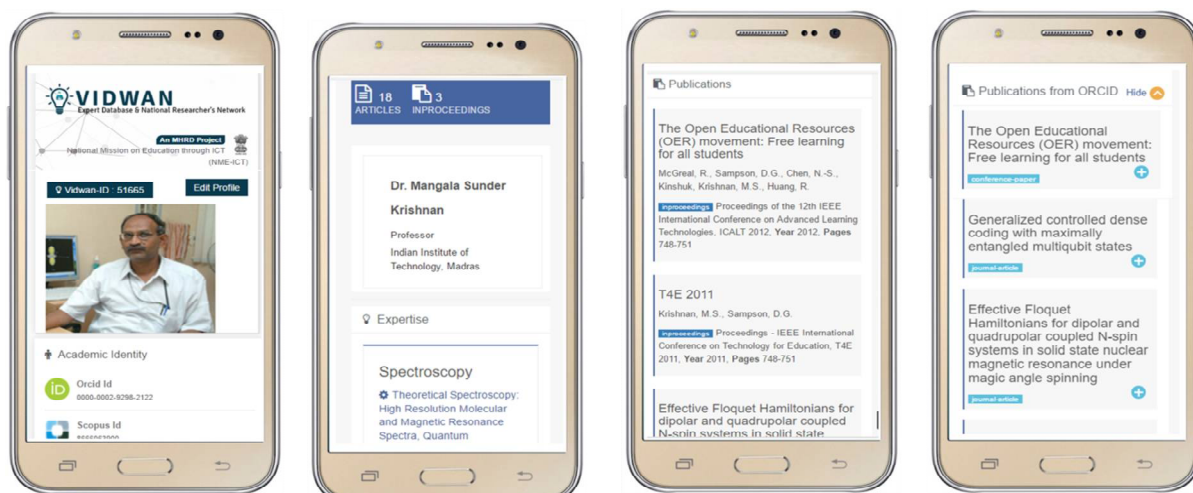 VIDWAN
Expert Database & National Researcher's Network
An MHRD Project
National Mission on Education through ICT
(NME-ICT)
Vidwan-ID : 51665
Edit Profile
Academic Identity
Orcid Id
0000-0002-9298-2122
Scopus Id
18
3
ARTICLES
INPROCEEDINGS
Dr. Mangala Sunder
Krishnan
Professor
Indian Institute of
Technology, Madras
Expertise
Spectroscopy
Theoretical Spectroscopy:
High Resolution Molecular
and Magnetic Resonance
Spectra, Quantum
Publications
The Open Educational Resources
(OER) movement: Free learning
for all students
McGreal, R., Sampson, D.G., Chen, N.-S.,
Kinshuk, Krishnan, M.S., Huang, R.
inproceedings Proceedings of the 12th IEEE
International Conference on Advanced Learning
Technologies, ICALT 2012, Year 2012, Pages
748-751
T4E 2011
Krishnan, M.S., Sampson, D.G.
inproceedings Proceedings - IEEE International
Conference on Technology for Education, T4E
2011, Year 2011, Pages 748-751
Effective Floquet Hamiltonians for
dipolar and quadrupolar coupled
N-spin systems in solid state
Publications from ORCID Hide
The Open Educational
Resources (OER) movement:
Free learning for all students
conference-paper
Generalized controlled dense
coding with maximally
entangled multiqubit states
journal-article
Effective Floquet
Hamiltonians for dipolar and
quadrupolar coupled N-spin
systems in solid state nuclear
magnetic resonance under
magic angle spinning
journal-article